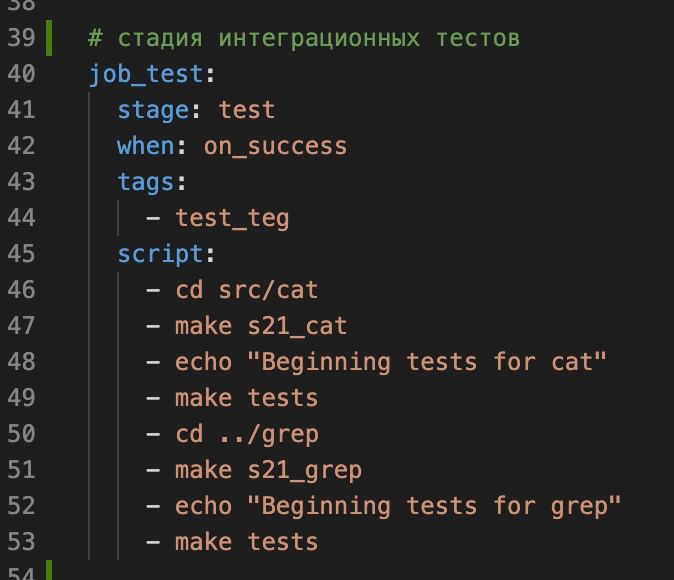 38
39 # стадия интеграционных тестов
40 job_test:
41 stage: test
42 when: on_success
43 tags:
44 - test_teg
45 script:
46 - cd src/cat
47 - make s21_cat
48 - echo "Beginning tests for cat"
49 - make tests
50 - cd ../grep
51 - make s21_grep
52 - echo "Beginning tests for grep"
53 - make tests
54